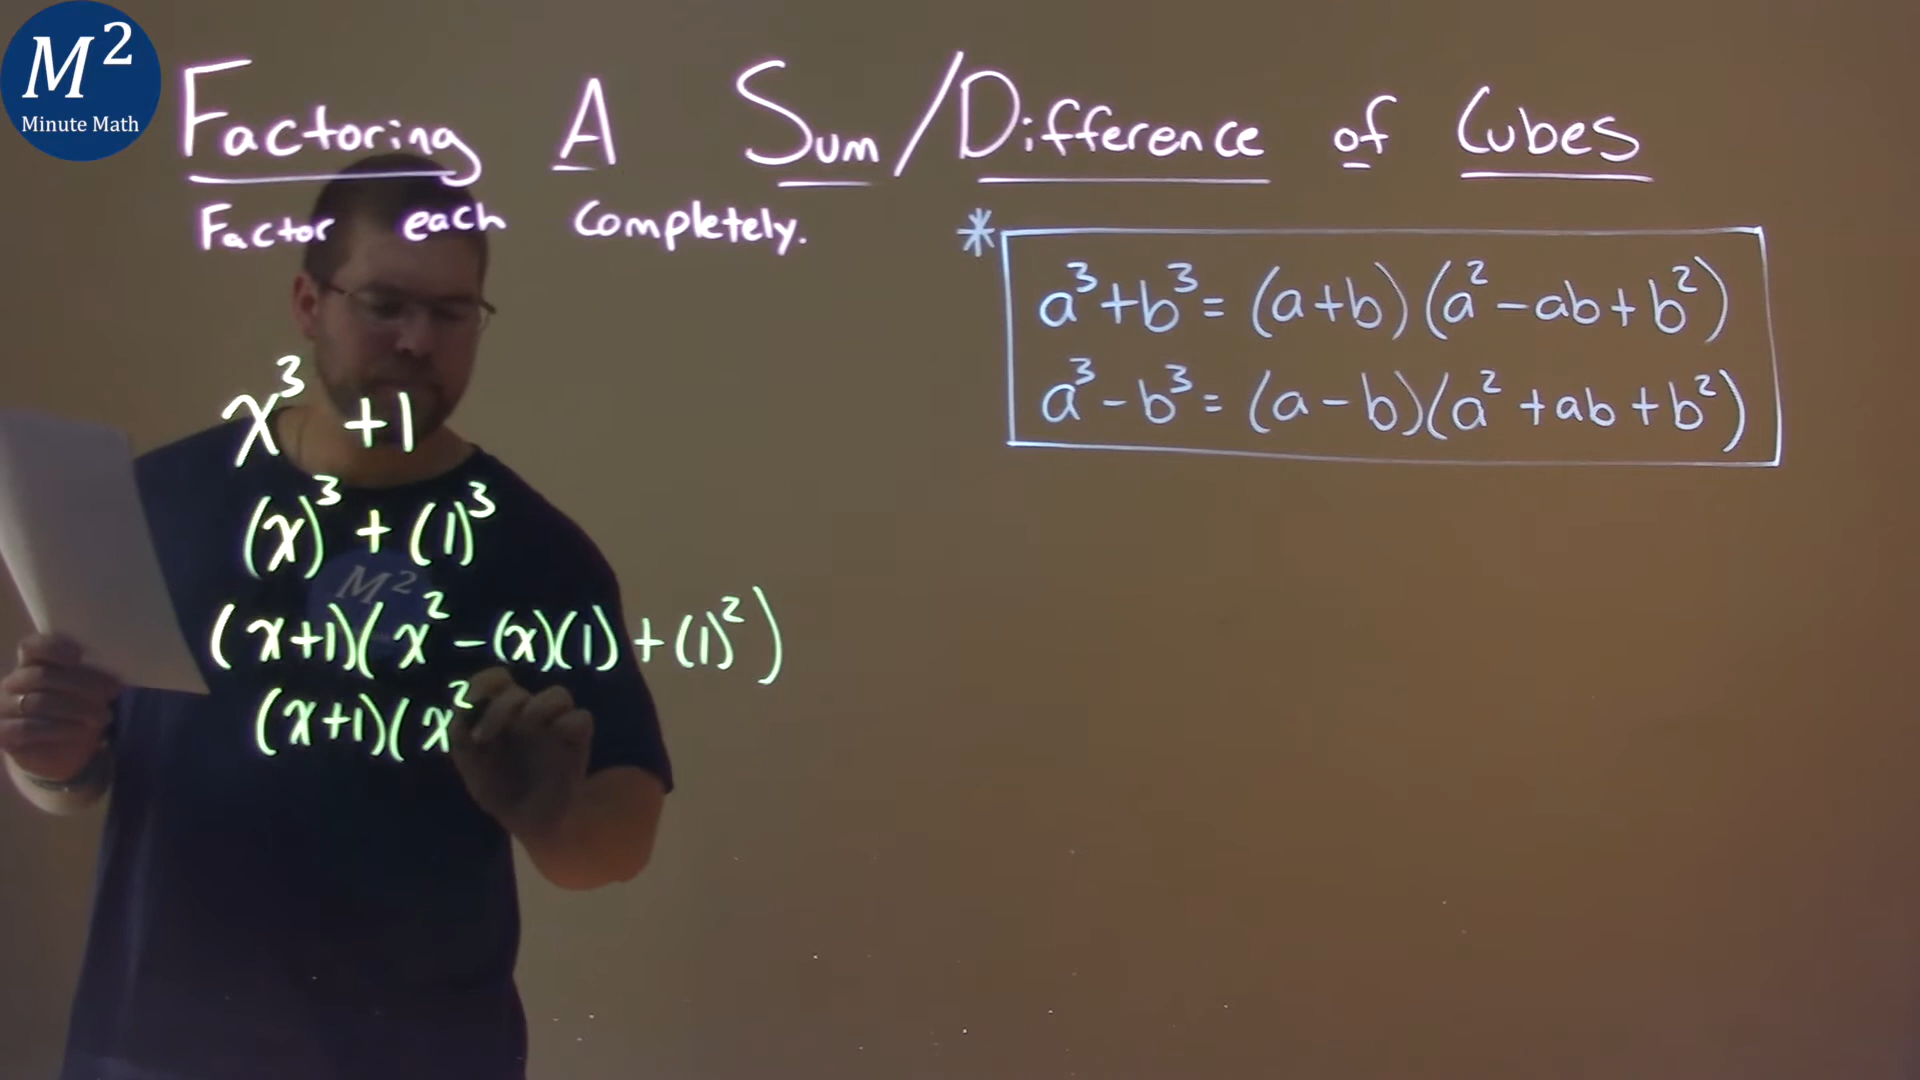 M²
Minute Math
Factoring A Sum/Difference of Cubes
Factor each completely.
*
a³+b³= (a+b)(a²-ab+b²)
a³-b³= (a-b)(a²+ab+b²)
x³+1
(x)³+(1)³
M²
(x+1)(x²-(x)(1)+(1)²)
(x+1)(x²